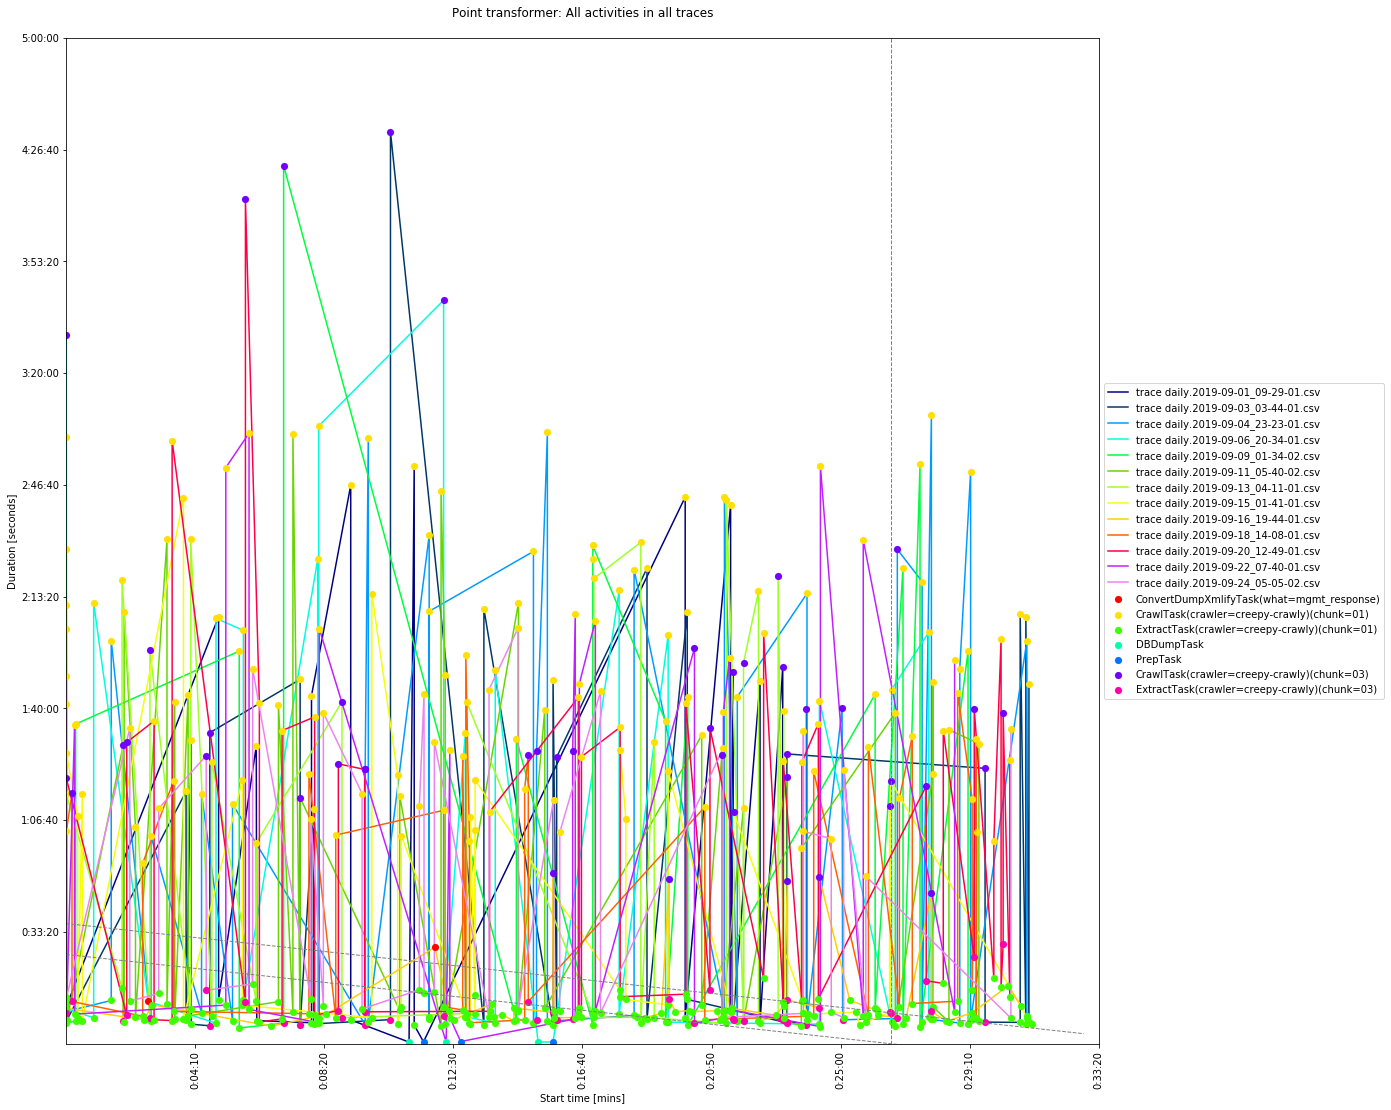 Point transformer: All activities in all traces
5:00:00
4:26:40
3:53:20
3:20:00
2:46:40
2:13:20
1:40:00
1:06:40
0:33:20
Duration [seconds]
0:04:10
0:08:20
0:12:30
0:16:40
0:20:50
0:25:00
0:29:10
0:33:20
Start time [mins]
trace daily.2019-09-01_09-29-01.csv
trace daily.2019-09-03_03-44-01.csv
trace daily.2019-09-04_23-23-01.csv
trace daily.2019-09-06_20-34-01.csv
trace daily.2019-09-09_01-34-02.csv
trace daily.2019-09-11_05-40-02.csv
trace daily.2019-09-13_04-11-01.csv
trace daily.2019-09-15_01-41-01.csv
trace daily.2019-09-16_19-44-01.csv
trace daily.2019-09-18_14-08-01.csv
trace daily.2019-09-20_12-49-01.csv
trace daily.2019-09-22_07-40-01.csv
trace daily.2019-09-24_05-05-02.csv
ConvertDumpXmlifyTask(what=mgmt_response)
CrawlTask(crawler=creepy-crawly)(chunk=01)
ExtractTask(crawler=creepy-crawly)(chunk=01)
DBDumpTask
PrepTask
CrawlTask(crawler=creepy-crawly)(chunk=03)
ExtractTask(crawler=creepy-crawly)(chunk=03)